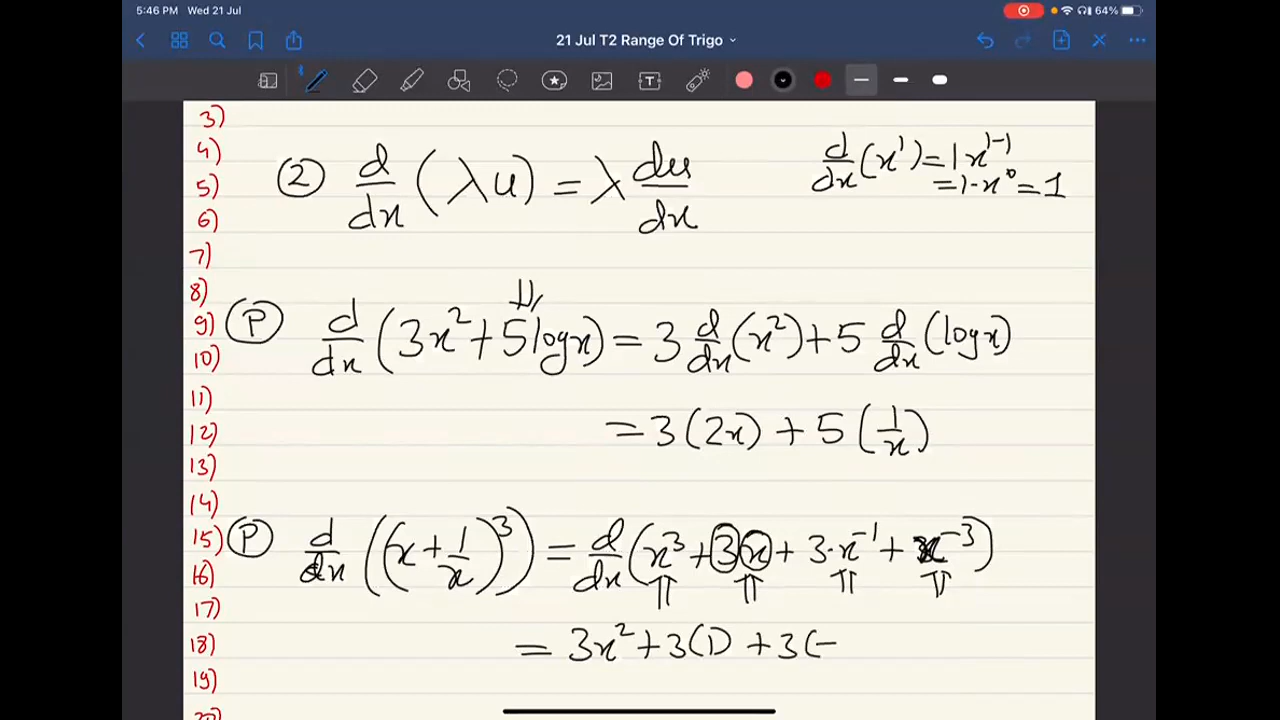 5:46 PM Wed 21 Jul
64%
21 Jul T2 Range Of Trigo
3)
4)
5)
6)
7)
8)
9)
10)
11)
12)
13)
14)
15)
16)
17)
18)
19)
② d/dx (λu) = λ du/dx
d/dx (x¹) = 1x¹⁻¹
= 1·x⁰ = 1
Ⓟ d/dx (3x² + 5logx) = 3 d/dx (x²) + 5 d/dx (logx)
= 3(2x) + 5(1/x)
Ⓟ d/dx ((x + 1/x)³) = d/dx (x³ + 3x + 3·x⁻¹ + x⁻³)
= 3x² + 3(1) + 3(-